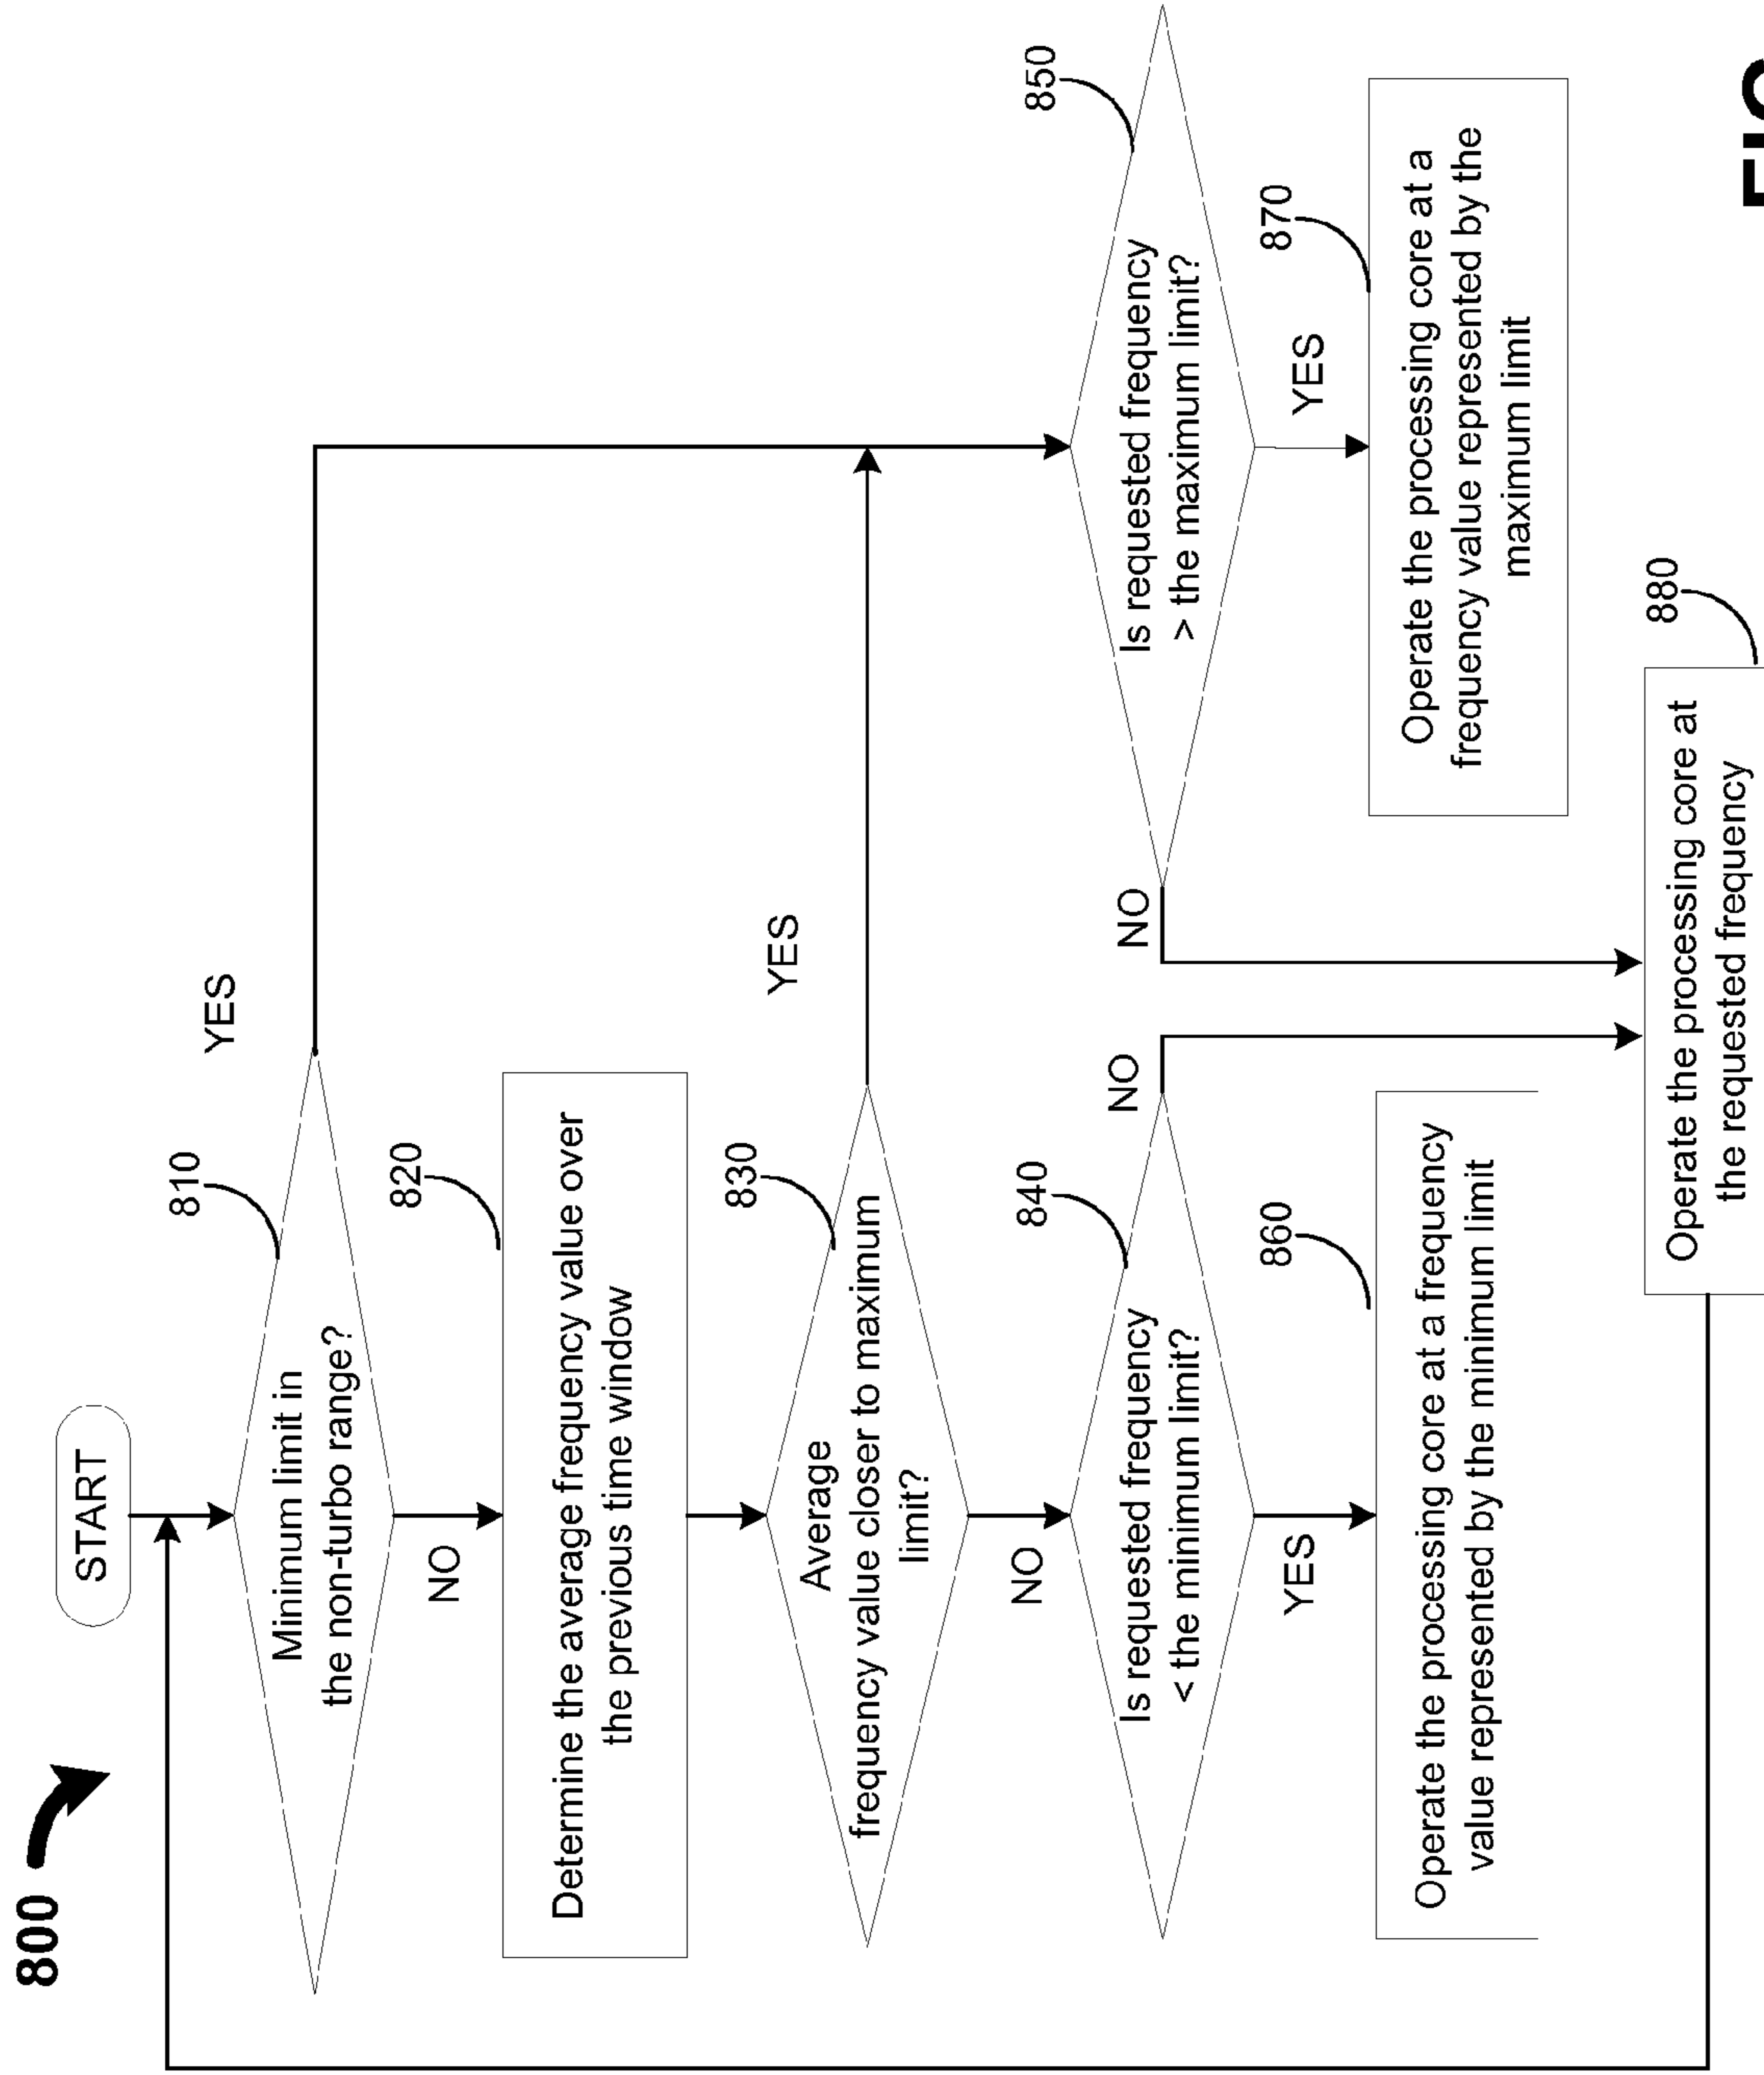 800
START
810
Minimum limit in
the non-turbo range?
YES
NO
820
Determine the average frequency value over
the previous time window
830
Average
frequency value closer to maximum
limit?
YES
NO
840
Is requested frequency
< the minimum limit?
NO
YES
850
Is requested frequency
> the maximum limit?
NO
YES
860
Operate the processing core at a frequency
value represented by the minimum limit
870
Operate the processing core at a
frequency value represented by the
maximum limit
880
Operate the processing core at
the requested frequency